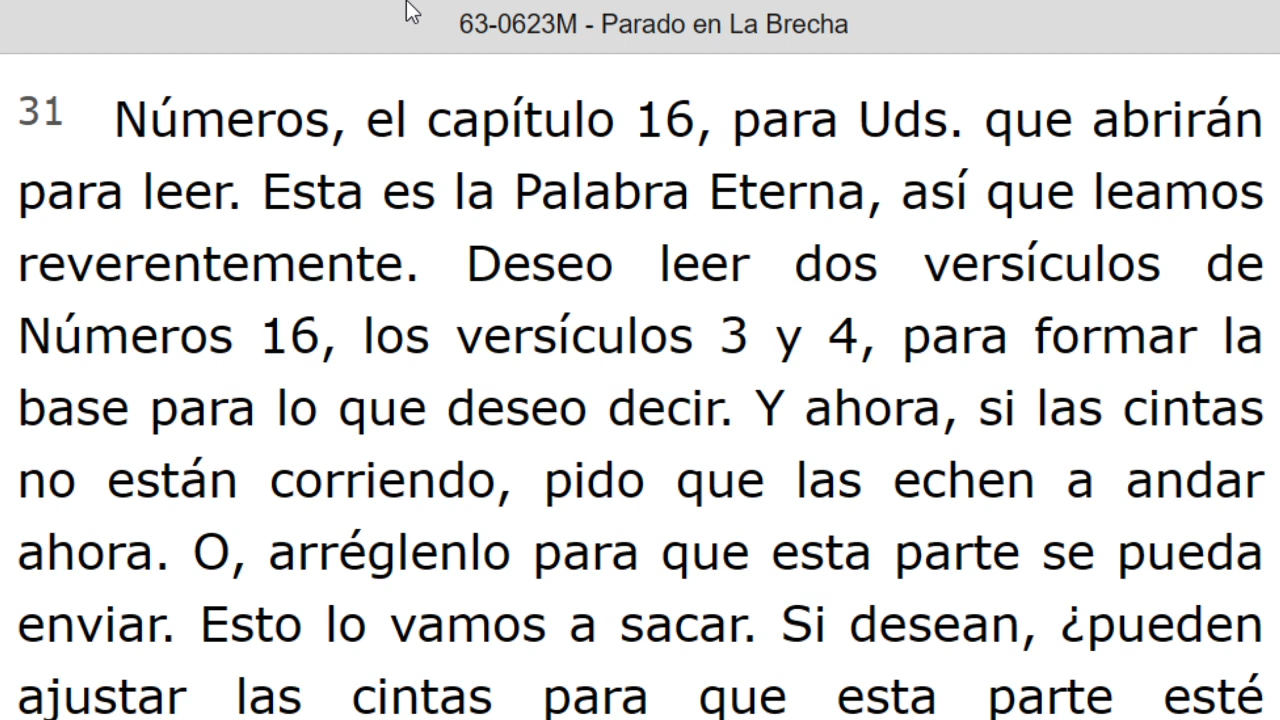 63-0623M - Parado en La Brecha
31 Números, el capítulo 16, para Uds. que abrirán
para leer. Esta es la Palabra Eterna, así que leamos
reverentemente. Deseo leer dos versículos de
Números 16, los versículos 3 y 4, para formar la
base para lo que deseo decir. Y ahora, si las cintas
no están corriendo, pido que las echen a andar
ahora. O, arréglenlo para que esta parte se pueda
enviar. Esto lo vamos a sacar. Si desean, ¿pueden
ajustar las cintas para que esta parte esté